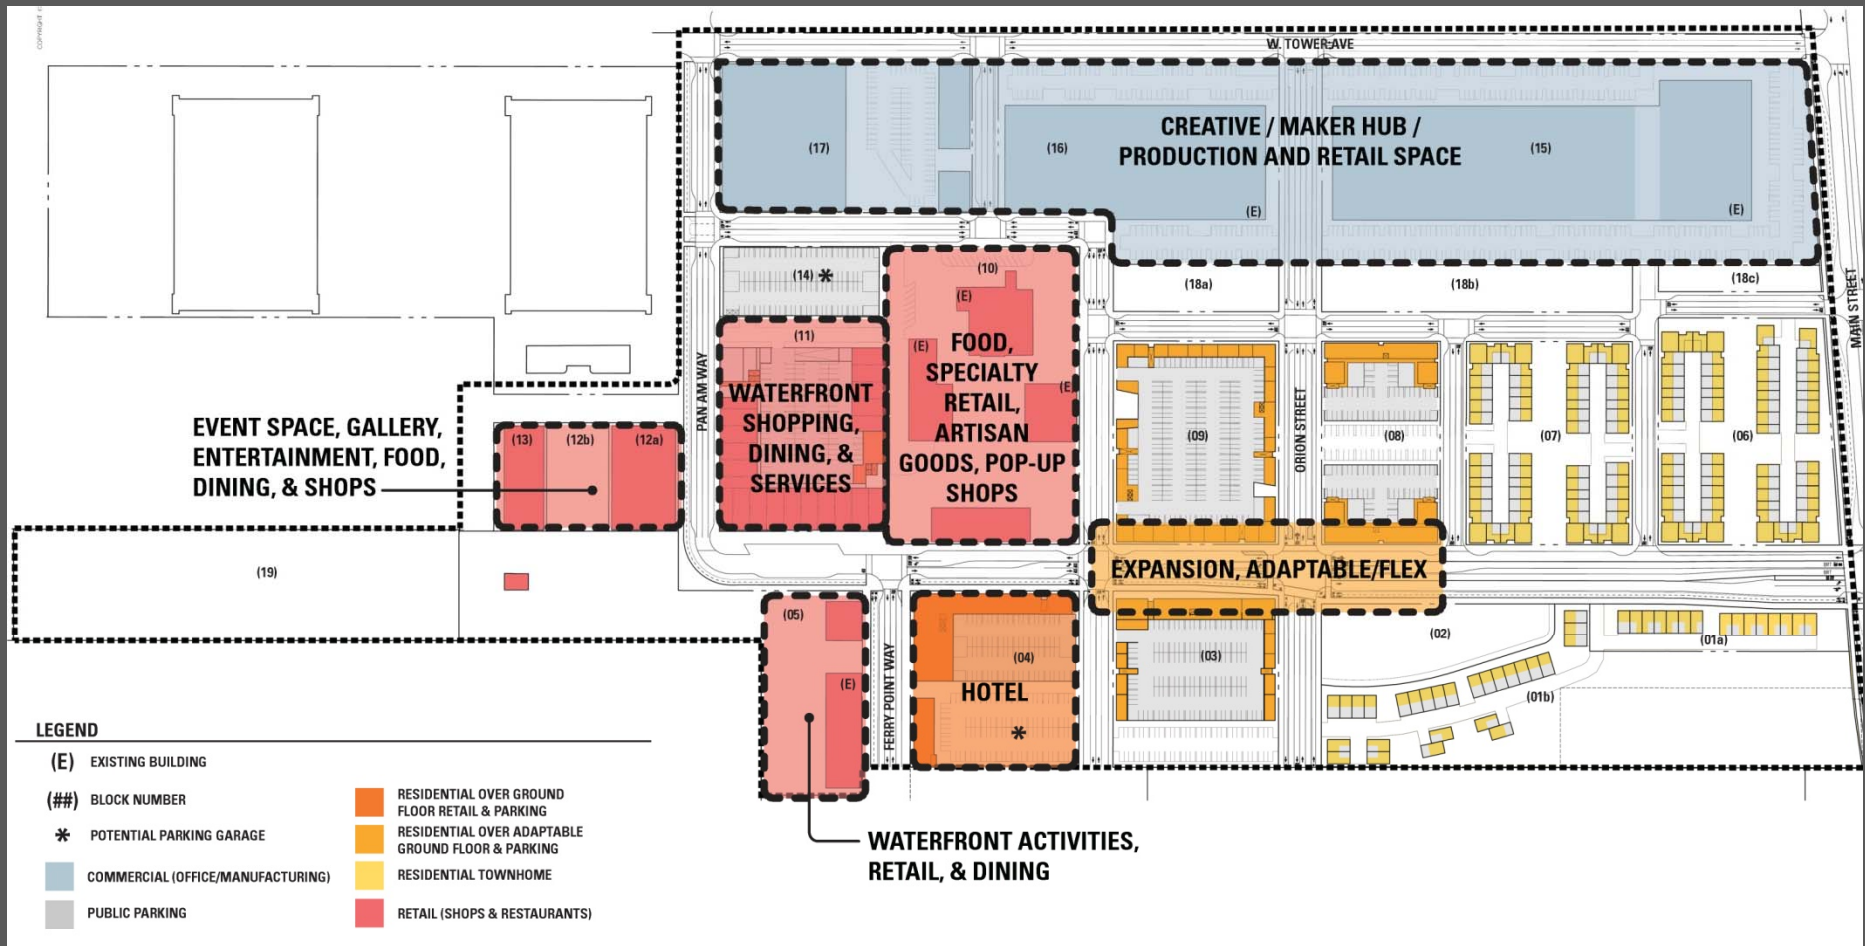 COPYRIGHT ©
W. TOWER AVE
CREATIVE / MAKER HUB /
PRODUCTION AND RETAIL SPACE
(17)
(16)
(15)
(E)
(E)
(14) *
(10)
(E)
(E)
(E)
FOOD,
SPECIALTY
RETAIL,
ARTISAN
GOODS, POP-UP
SHOPS
(18a)
(18b)
(18c)
MAIN STREET
(11)
WATERFRONT
SHOPPING,
DINING, &
SERVICES
PAN AM WAY
ORION STREET
(09)
(08)
(07)
(06)
EVENT SPACE, GALLERY,
ENTERTAINMENT, FOOD,
DINING, & SHOPS
(13)
(12b)
(12a)
(19)
EXPANSION, ADAPTABLE/FLEX
BRT
BRT
(05)
(E)
FERRY POINT WAY
(04)
HOTEL
*
(03)
(02)
(01a)
(01b)
WATERFRONT ACTIVITIES,
RETAIL, & DINING
LEGEND
(E) EXISTING BUILDING
(##) BLOCK NUMBER
* POTENTIAL PARKING GARAGE
COMMERCIAL (OFFICE/MANUFACTURING)
PUBLIC PARKING
RESIDENTIAL OVER GROUND
FLOOR RETAIL & PARKING
RESIDENTIAL OVER ADAPTABLE
GROUND FLOOR & PARKING
RESIDENTIAL TOWNHOME
RETAIL (SHOPS & RESTAURANTS)